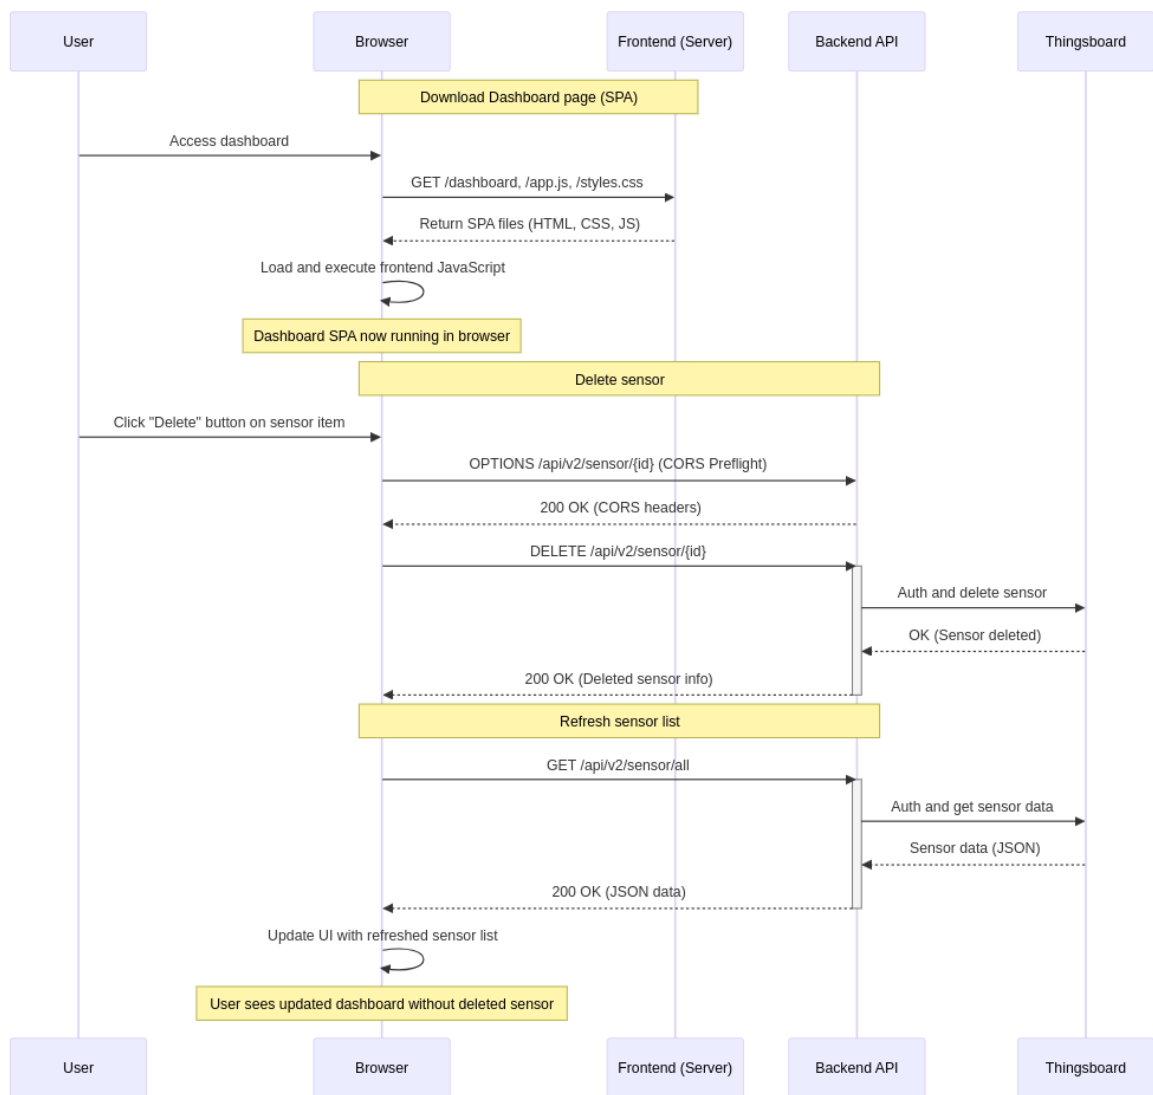 User
Browser
Frontend (Server)
Backend API
Thingsboard
Download Dashboard page (SPA)
Access dashboard
GET /dashboard, /app.js, /styles.css
Return SPA files (HTML, CSS, JS)
Load and execute frontend JavaScript
Dashboard SPA now running in browser
Delete sensor
Click "Delete" button on sensor item
OPTIONS /api/v2/sensor/{id} (CORS Preflight)
200 OK (CORS headers)
DELETE /api/v2/sensor/{id}
Auth and delete sensor
OK (Sensor deleted)
200 OK (Deleted sensor info)
Refresh sensor list
GET /api/v2/sensor/all
Auth and get sensor data
Sensor data (JSON)
200 OK (JSON data)
Update UI with refreshed sensor list
User sees updated dashboard without deleted sensor
User
Browser
Frontend (Server)
Backend API
Thingsboard